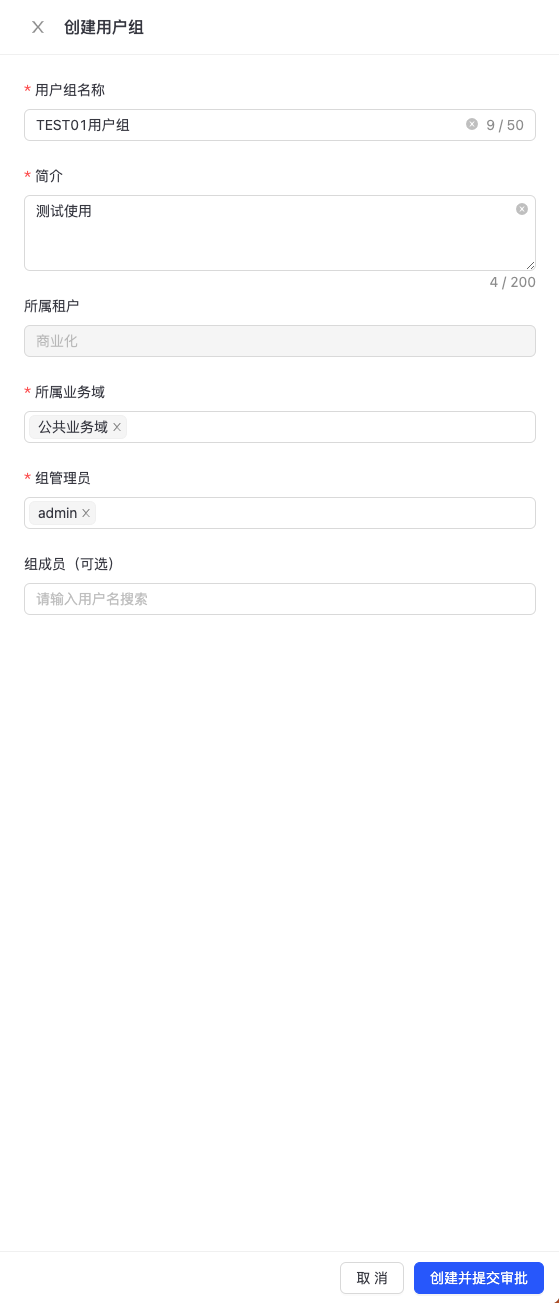 创建用户组
* 用户组名称
TEST01用户组 9 / 50
* 简介
测试使用
4 / 200
所属租户
商业化
* 所属业务域
公共业务域
* 组管理员
admin
组成员（可选）
请输入用户名搜索
取 消 创建并提交审批